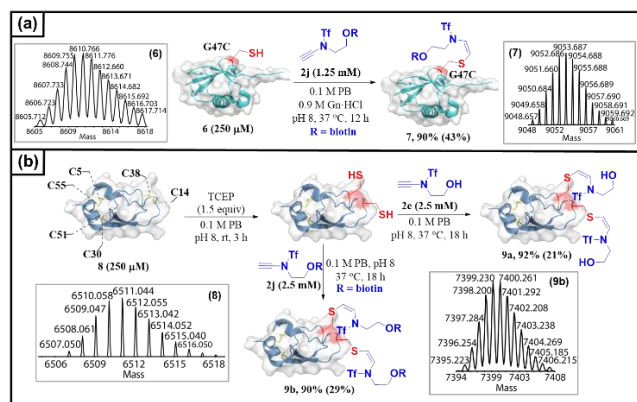 (a)
(6)
8610.766
8609.755
8611.776
8608.744
8612.660
8613.671
8607.733
8614.682
8606.723
8615.692
8616.703
8605.712
8617.714
8605 8609 8614 8618
Mass
G47C
SH
6 (250 µM)
Tf
N
OR
2j (1.25 mM)
0.1 M PB
0.9 M Gn·HCl
pH 8, 37 °C, 12 h
R = biotin
Tf
N
O
RO
S
G47C
7, 90% (43%)
(7)
9053.687
9052.686
9054.688
9051.660
9055.688
9056.689
9057.690
9049.658
9058.691
9048.657
9059.692
9048 9052 9057 9061
Mass
(b)
C5
C38
C55
C14
C51
C30
8 (250 µM)
TCEP
(1.5 equiv)
0.1 M PB
pH 8, rt, 3 h
HS
SH
Tf
N
OH
2c (2.5 mM)
0.1 M PB
pH 8, 37 °C, 18 h
S
Tf
N
HO
S
Tf-N
HO
9a, 92% (21%)
Tf
N
OR
2j (2.5 mM)
0.1 M PB, pH 8
37 °C, 18 h
R = biotin
S
Tf
N
OR
S
Tf-N
OR
9b, 90% (29%)
(8)
6511.044
6510.058
6512.055
6509.047
6513.042
6508.061
6514.052
6515.040
6507.050
6516.050
6506 6508 6510 6512 6514 6516 6518
Mass
(9b)
7399.230
7400.261
7398.200
7401.292
7397.284
7402.208
7403.238
7396.254
7404.269
7405.185
7395.223
7406.215
7394 7397 7399 7401 7403 7406 7408
Mass